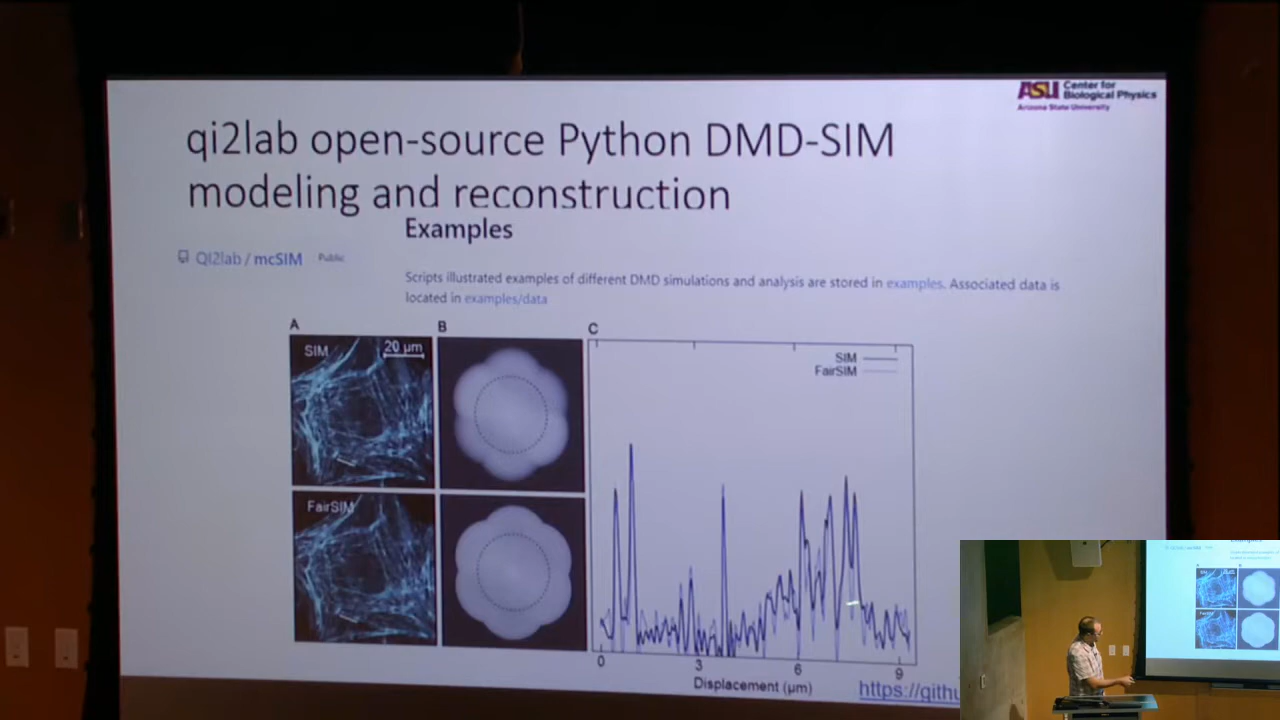 ASU Center for
Biological Physics
Arizona State University
qi2lab open-source Python DMD-SIM
modeling and reconstruction
Examples
QI2lab / mcSIM Public
Scripts illustrated examples of different DMD simulations and analysis are stored in examples. Associated data is
located in examples/data
A
B
C
SIM
20 µm
SIM
FairSIM
FairSIM
0
3
6
9
Displacement (µm)
https://githu